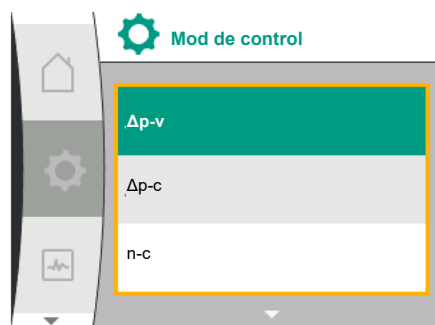 Mod de control
Δp-v
Δp-c
n-c